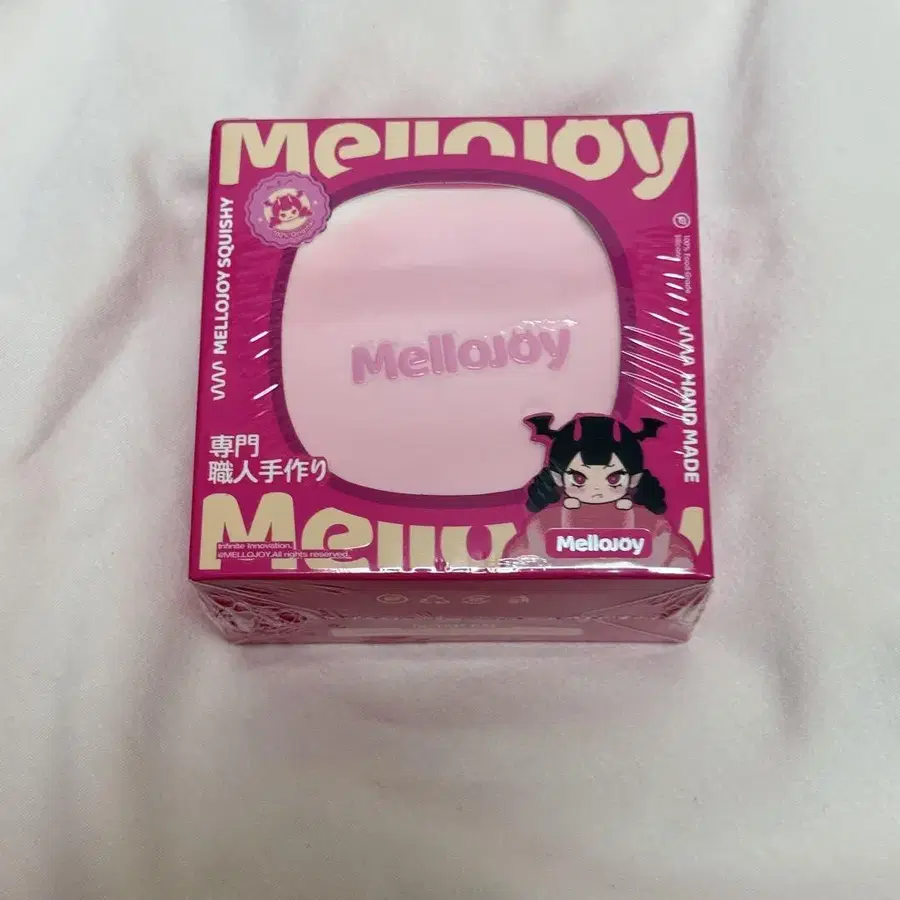 Mellojoy
MELLOJOY SQUISHY
100% Food Grade
Silicone
Mellojoy
HAND MADE
専門
職人手作り
Mello
Infinite Innovation.
@MELLOJOY.All rights reserved.
Mellojoy